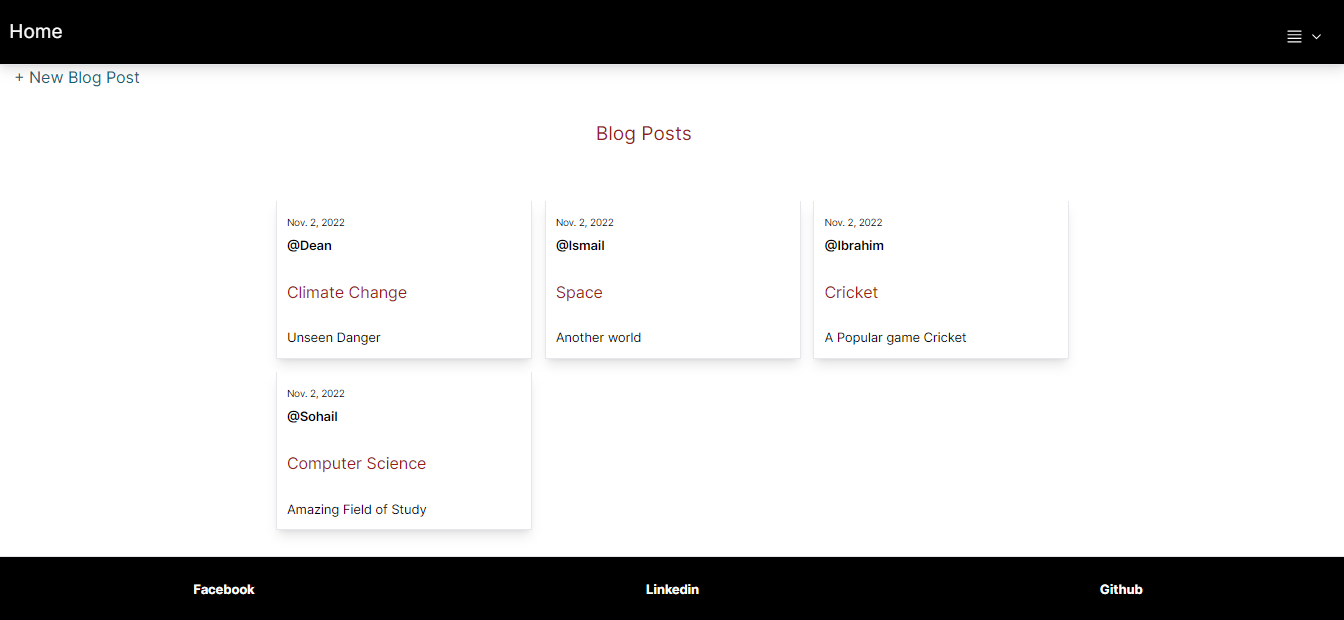 Home
+ New Blog Post
Blog Posts
Nov. 2, 2022
@Dean
Climate Change
Unseen Danger
Nov. 2, 2022
@Ismail
Space
Another world
Nov. 2, 2022
@Ibrahim
Cricket
A Popular game Cricket
Nov. 2, 2022
@Sohail
Computer Science
Amazing Field of Study
Facebook
Linkedin
Github